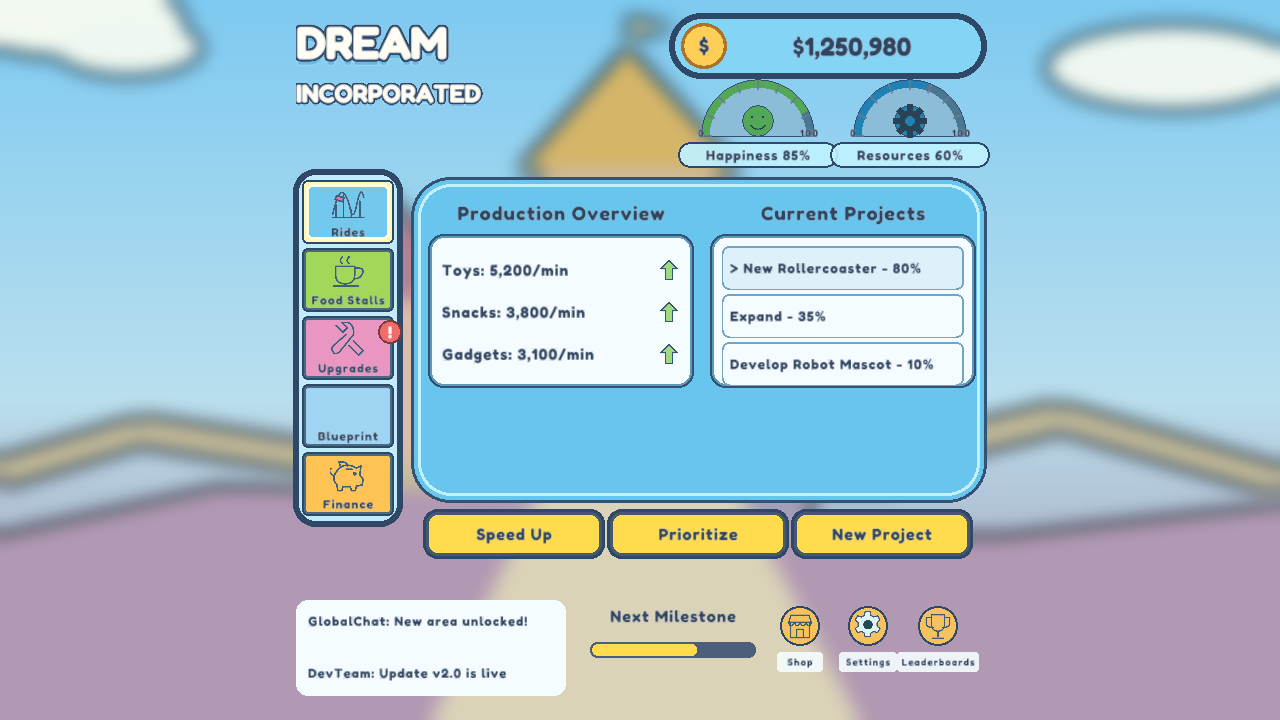 DREAM
INCORPORATED
$
$1,250,980
0
100
0
100
Happiness 85%
Resources 60%
Rides
Food Stalls
!
Upgrades
Blueprint
Finance
Production Overview
Toys: 5,200/min
Snacks: 3,800/min
Gadgets: 3,100/min
Current Projects
> New Rollercoaster - 80%
Expand - 35%
Develop Robot Mascot - 10%
Speed Up
Prioritize
New Project
GlobalChat: New area unlocked!
DevTeam: Update v2.0 is live
Next Milestone
Shop
Settings
Leaderboards